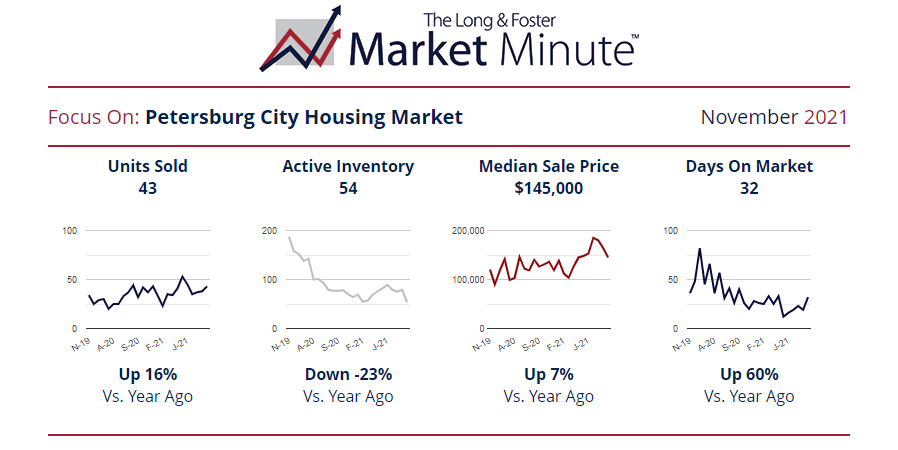 The Long & Foster
Market Minute™
Focus On: Petersburg City Housing Market
November 2021
Units Sold
43
100
50
0
N-19 A-20 S-20 F-21 J-21
Up 16%
Vs. Year Ago
Active Inventory
54
200
100
0
N-19 A-20 S-20 F-21 J-21
Down -23%
Vs. Year Ago
Median Sale Price
$145,000
200,000
100,000
0
N-19 A-20 S-20 F-21 J-21
Up 7%
Vs. Year Ago
Days On Market
32
100
50
0
N-19 A-20 S-20 F-21 J-21
Up 60%
Vs. Year Ago